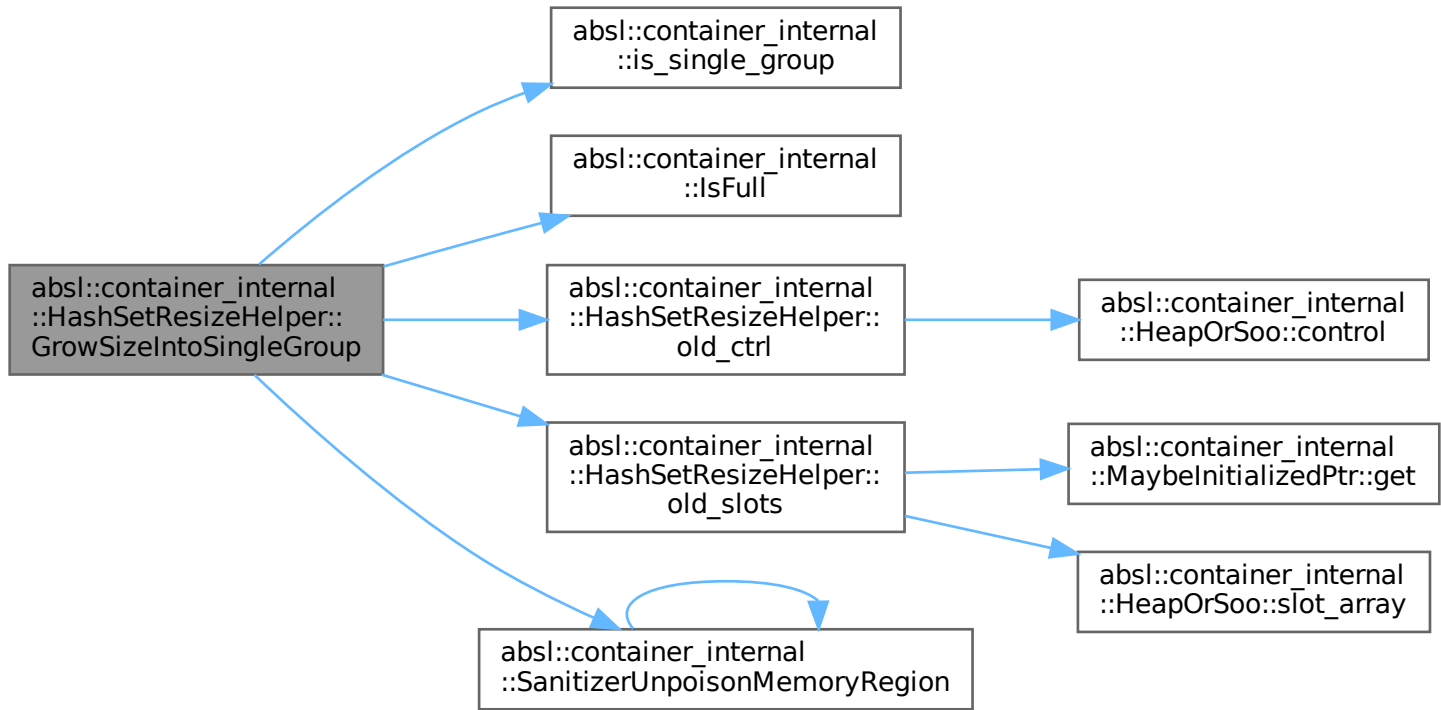 absl::container_internal
::is_single_group
absl::container_internal
::IsFull
absl::container_internal
::HashSetResizeHelper::
GrowSizeIntoSingleGroup
absl::container_internal
::HashSetResizeHelper::
old_ctrl
absl::container_internal
::HeapOrSoo::control
absl::container_internal
::HashSetResizeHelper::
old_slots
absl::container_internal
::MaybeInitializedPtr::get
absl::container_internal
::HeapOrSoo::slot_array
absl::container_internal
::SanitizerUnpoisonMemoryRegion